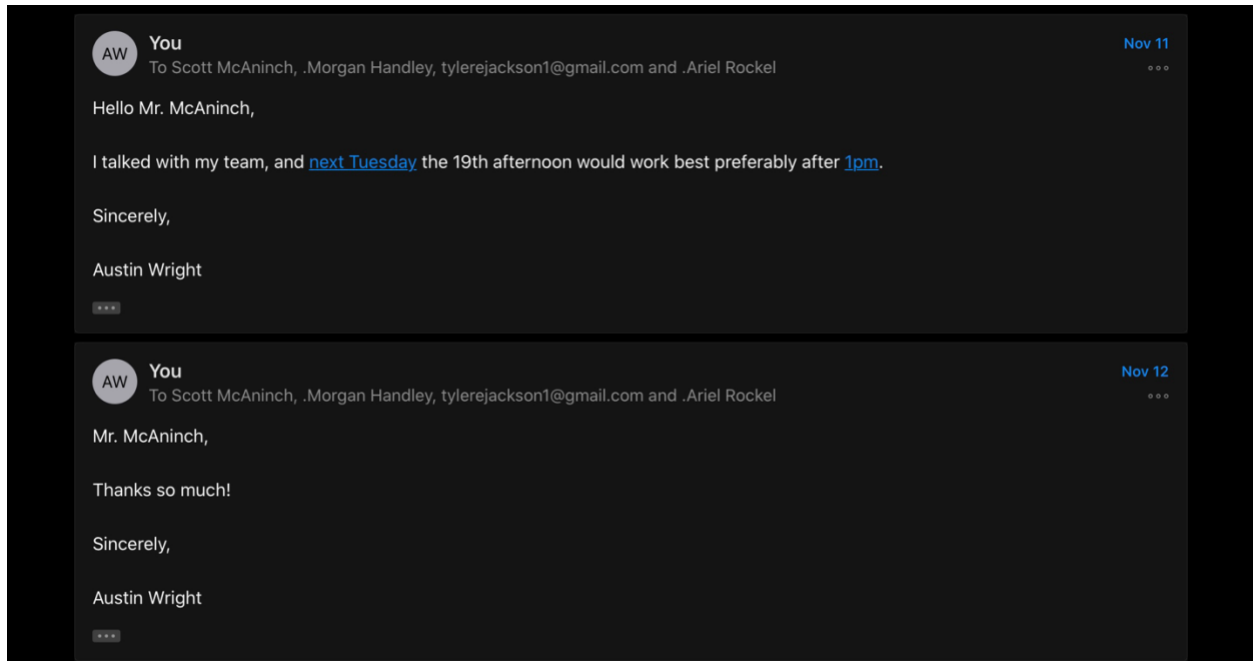 AW
You
Nov 11
To Scott McAninch, .Morgan Handley, tylerejackson1@gmail.com and .Ariel Rockel
Hello Mr. McAninch,
I talked with my team, and next Tuesday the 19th afternoon would work best preferably after 1pm.
Sincerely,
Austin Wright
AW
You
Nov 12
To Scott McAninch, .Morgan Handley, tylerejackson1@gmail.com and .Ariel Rockel
Mr. McAninch,
Thanks so much!
Sincerely,
Austin Wright